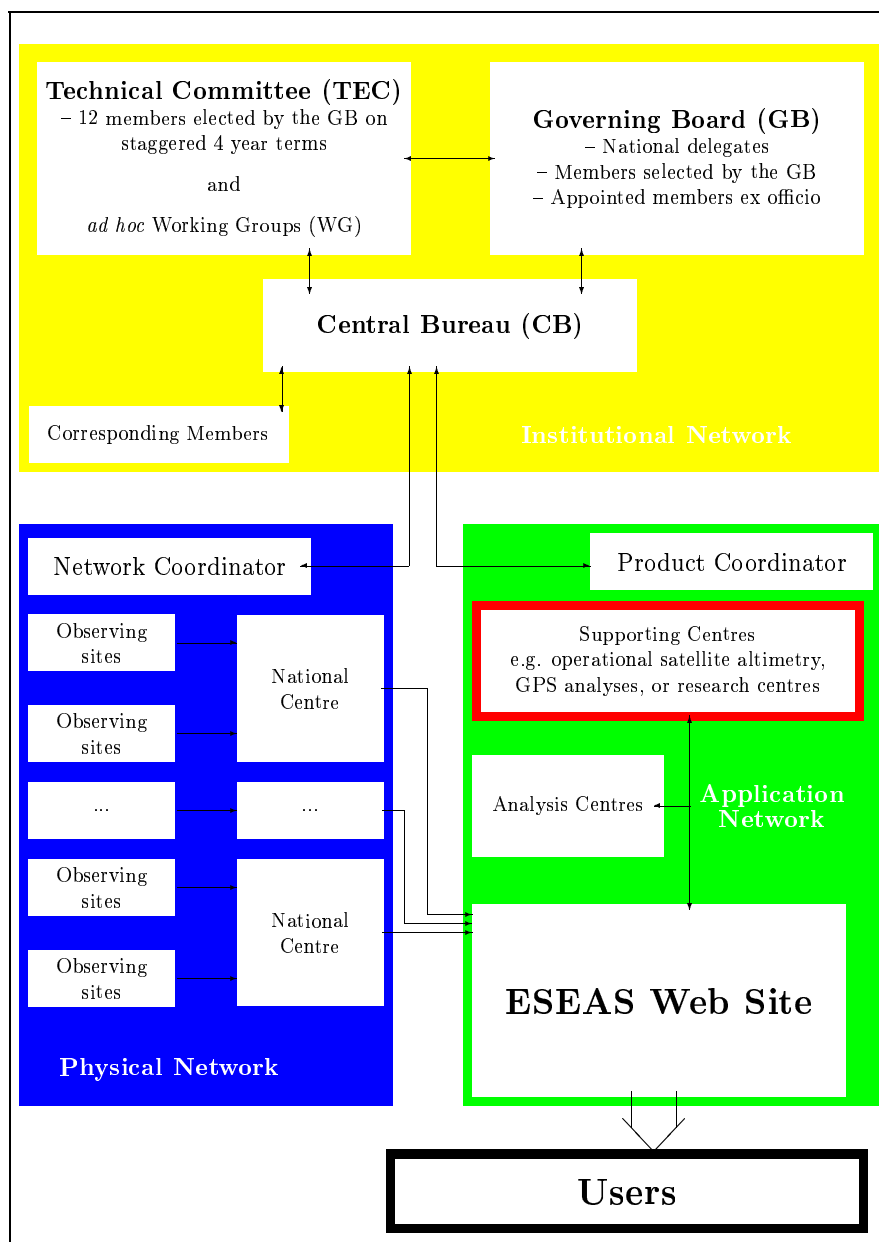 Technical Committee (TEC)
– 12 members elected by the GB on
staggered 4 year terms
and
ad hoc Working Groups (WG)
Governing Board (GB)
– National delegates
– Members selected by the GB
– Appointed members ex officio
Central Bureau (CB)
Corresponding Members
Institutional Network
Network Coordinator
Observing
sites
Observing
sites
...
Observing
sites
Observing
sites
National
Centre
...
National
Centre
Physical Network
Product Coordinator
Supporting Centres
e.g. operational satellite altimetry,
GPS analyses, or research centres
Analysis Centres
Application
Network
ESEAS Web Site
Users